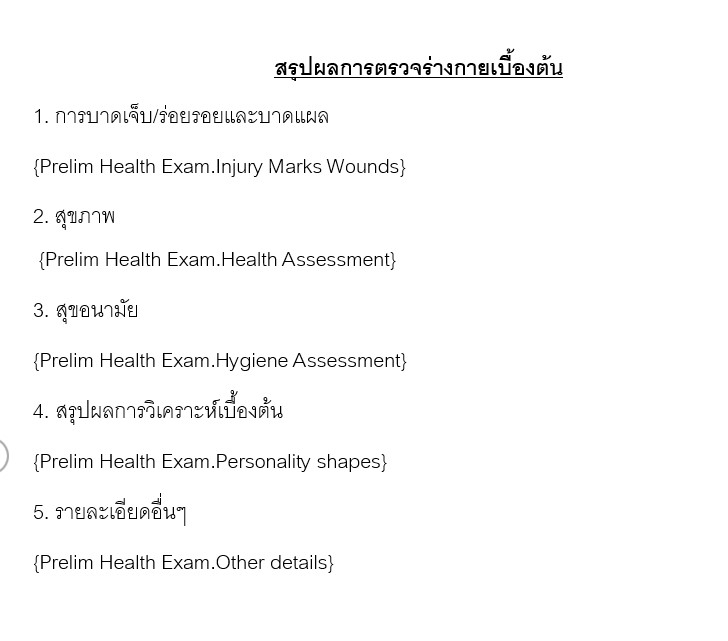 สรุปผลการตรวจร่างกายเบื้องต้น
1. การบาดเจ็บ/ร่อยรอยและบาดแผล
{Prelim Health Exam.Injury Marks Wounds}
2. สุขภาพ
{Prelim Health Exam.Health Assessment}
3. สุขอนามัย
{Prelim Health Exam.Hygiene Assessment}
4. สรุปผลการวิเคราะห์เบื้องต้น
{Prelim Health Exam.Personality shapes}
5. รายละเอียดอื่นๆ
{Prelim Health Exam.Other details}